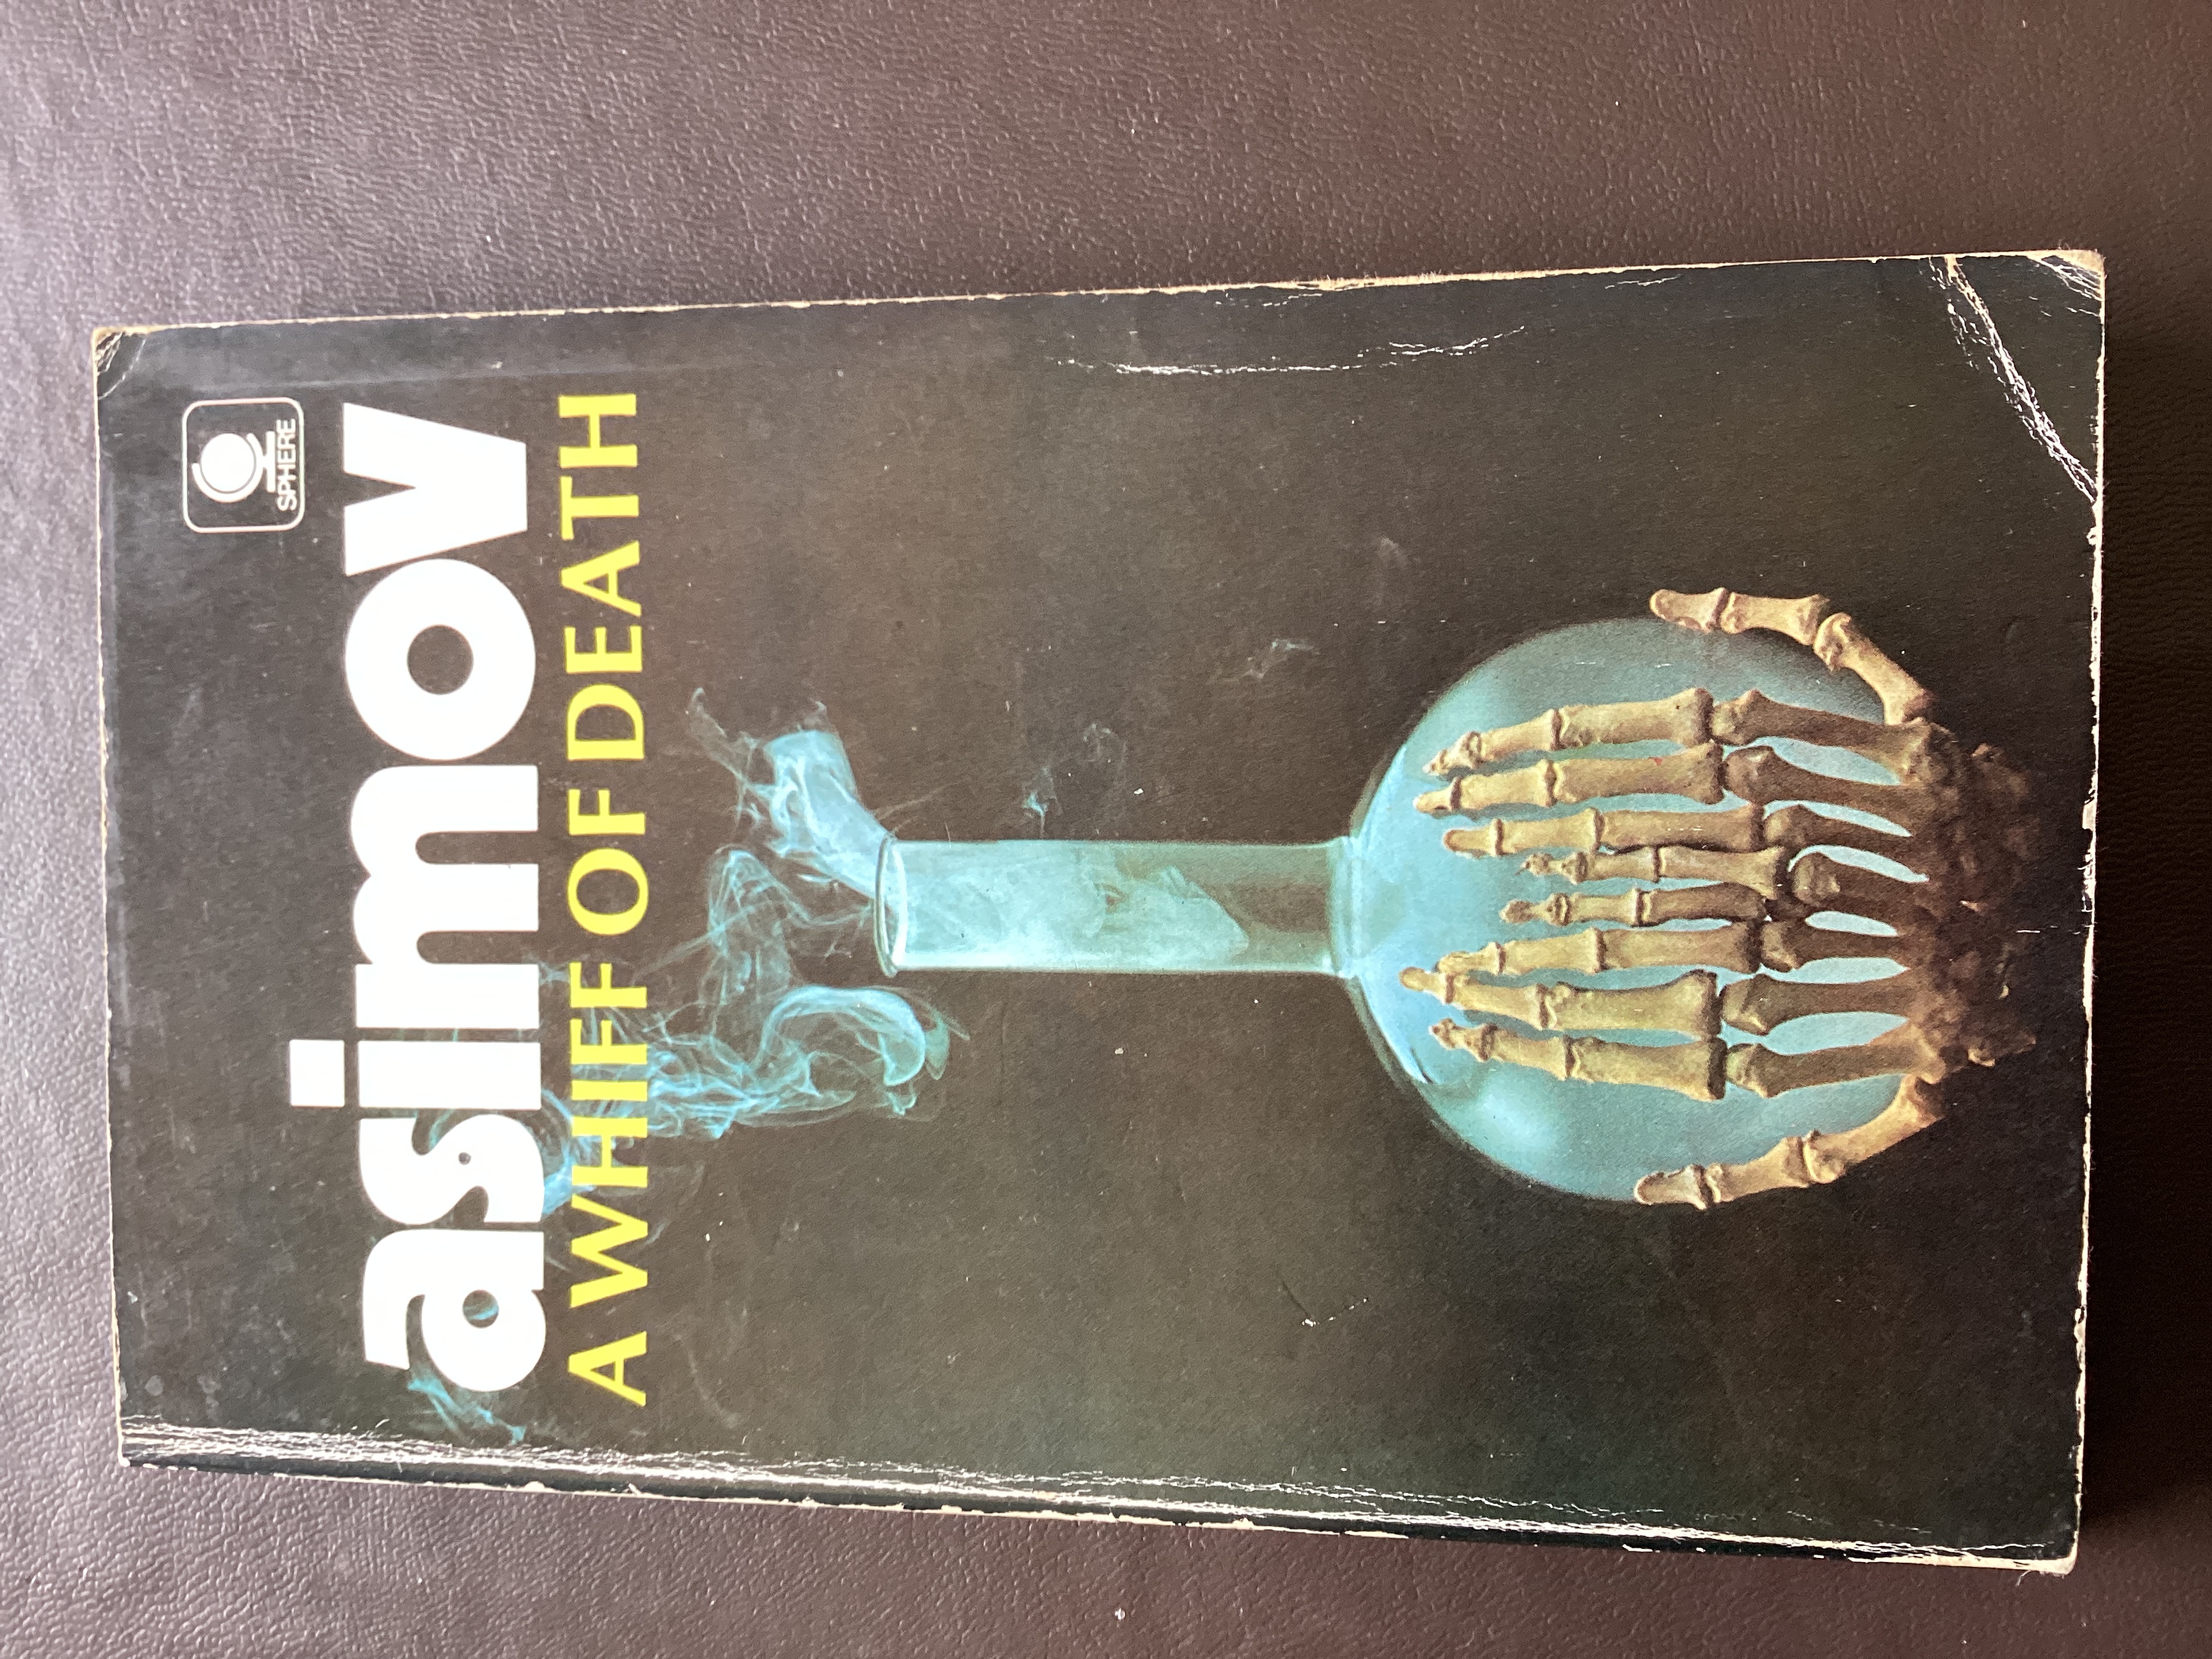 SPHERE
asimov
A WHIFF OF DEATH